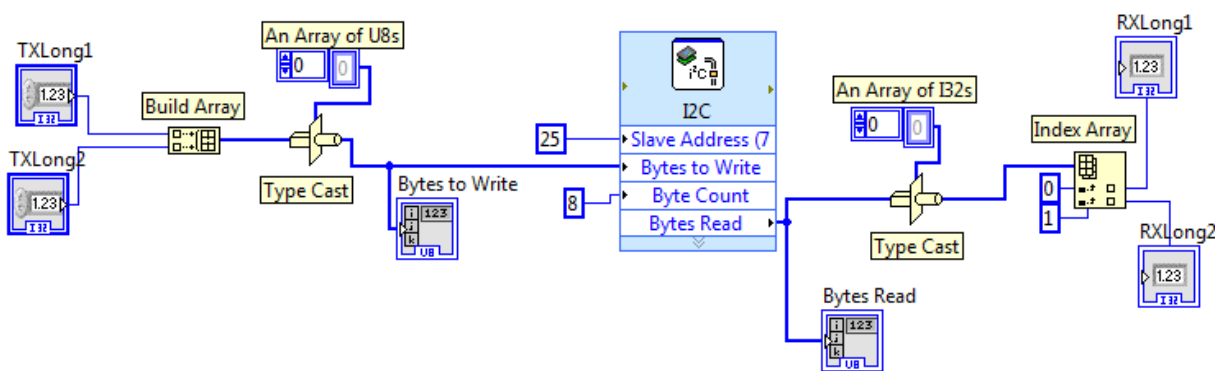 TXLong1
1.23
I32
TXLong2
1.23
I32
Build Array
An Array of U8s
0
0
Type Cast
Bytes to Write
i
j
k
123
U8
25
8
I²C
I2C
Slave Address (7
Bytes to Write
Byte Count
Bytes Read
An Array of I32s
0
0
Type Cast
Bytes Read
i
j
k
123
U8
Index Array
0
1
RXLong1
1.23
I32
RXLong2
1.23
I32